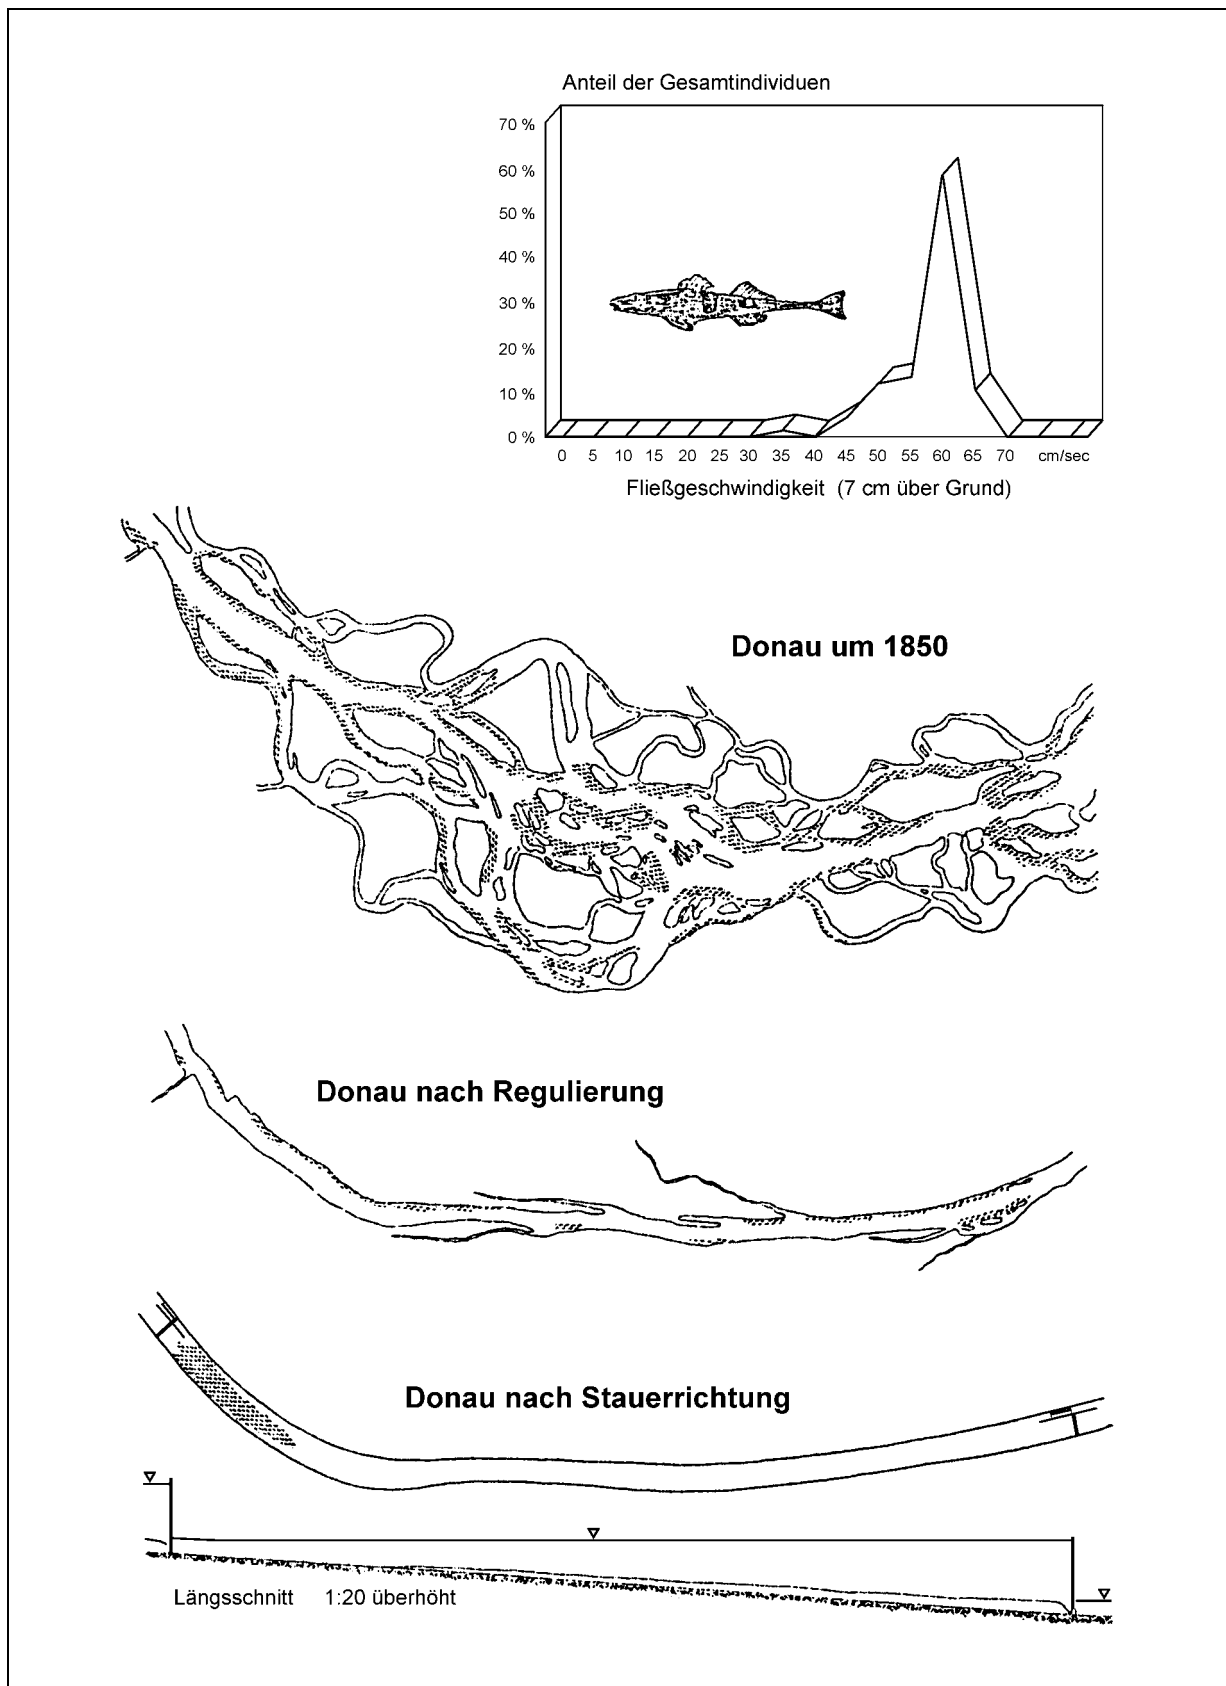 Anteil der Gesamtindividuen
70 %
60 %
50 %
40 %
30 %
20 %
10 %
0 %
0 5 10 15 20 25 30 35 40 45 50 55 60 65 70 cm/sec
Fließgeschwindigkeit (7 cm über Grund)
Donau um 1850
Donau nach Regulierung
Donau nach Stauerrichtung
Längsschnitt 1:20 überhöht